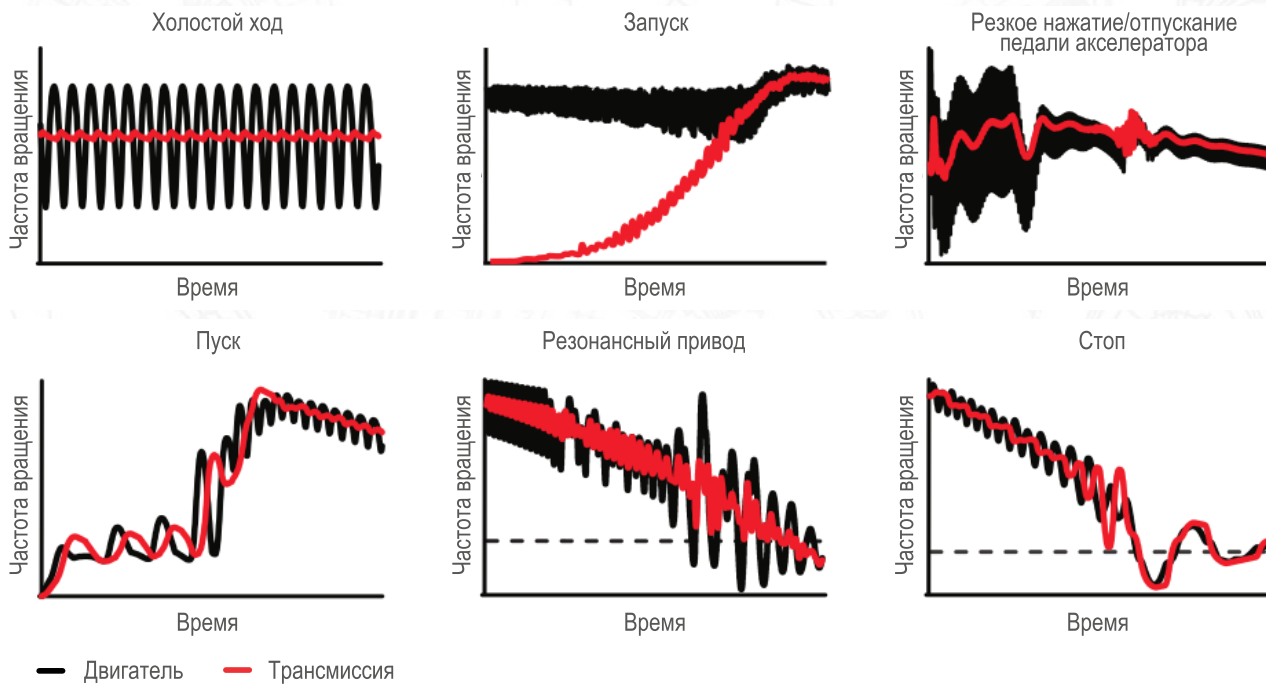 Холостой ход
Запуск
Резкое нажатие/отпускание
педали акселератора
Частота вращения
Частота вращения
Частота вращения
Время
Время
Время
Пуск
Резонансный привод
Стоп
Частота вращения
Частота вращения
Частота вращения
Время
Время
Время
Двигатель
Трансмиссия